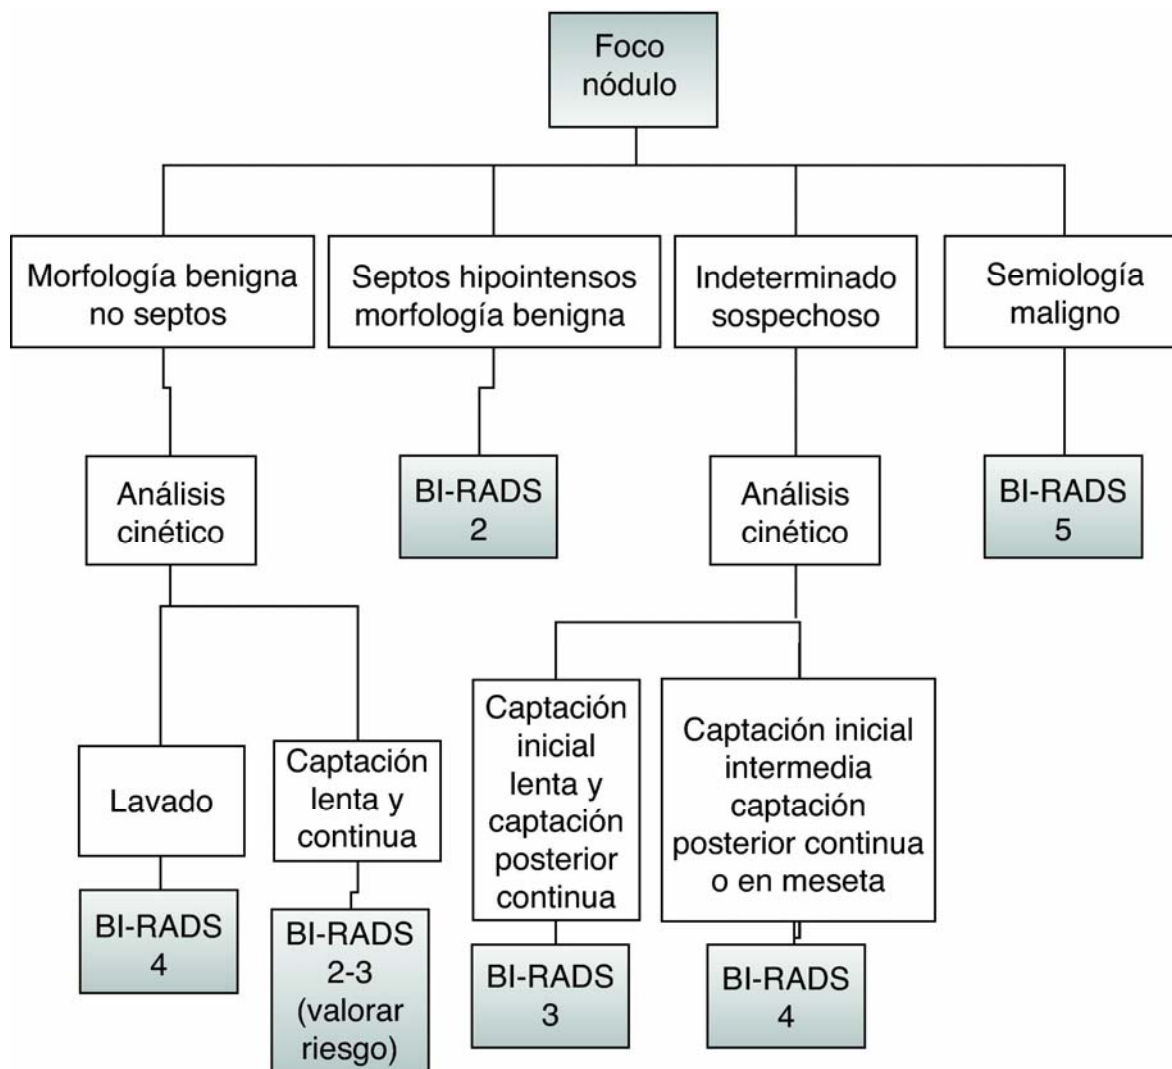 Foco
nódulo
Morfología benigna
no septos
Septos hipointensos
morfología benigna
Indeterminado
sospechoso
Semiología
maligno
Análisis
cinético
BI-RADS
2
Análisis
cinético
BI-RADS
5
Lavado
Captación
lenta y
continua
Captación
inicial
lenta y
captación
posterior
continua
Captación inicial
intermedia
captación
posterior continua
o en meseta
BI-RADS
4
BI-RADS
2-3
(valorar
riesgo)
BI-RADS
3
BI-RADS
4